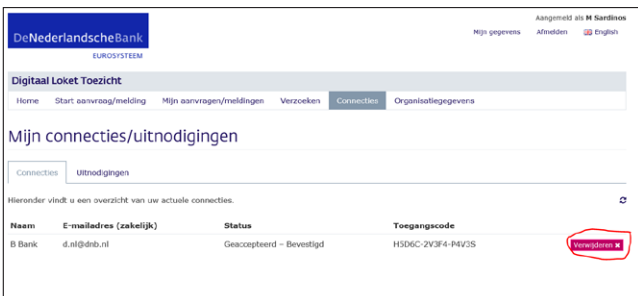 Aangemeld als M Sardinos
DeNederlandscheBank
Mijn gegevens Afmelden English
EUROSYSTEEM
Digitaal Loket Toezicht
Home Start aanvraag/melding Mijn aanvragen/meldingen Verzoeken Connecties Organisatiegegevens
Mijn connecties/uitnodigingen
Connecties Uitnodigingen
Hieronder vindt u een overzicht van uw actuele connecties.
Naam E-mailadres (zakelijk) Status Toegangscode
B Bank d.nl@dnb.nl Geaccepteerd – Bevestigd H5D6C-2V3F4-P4V3S Verwijderen ×